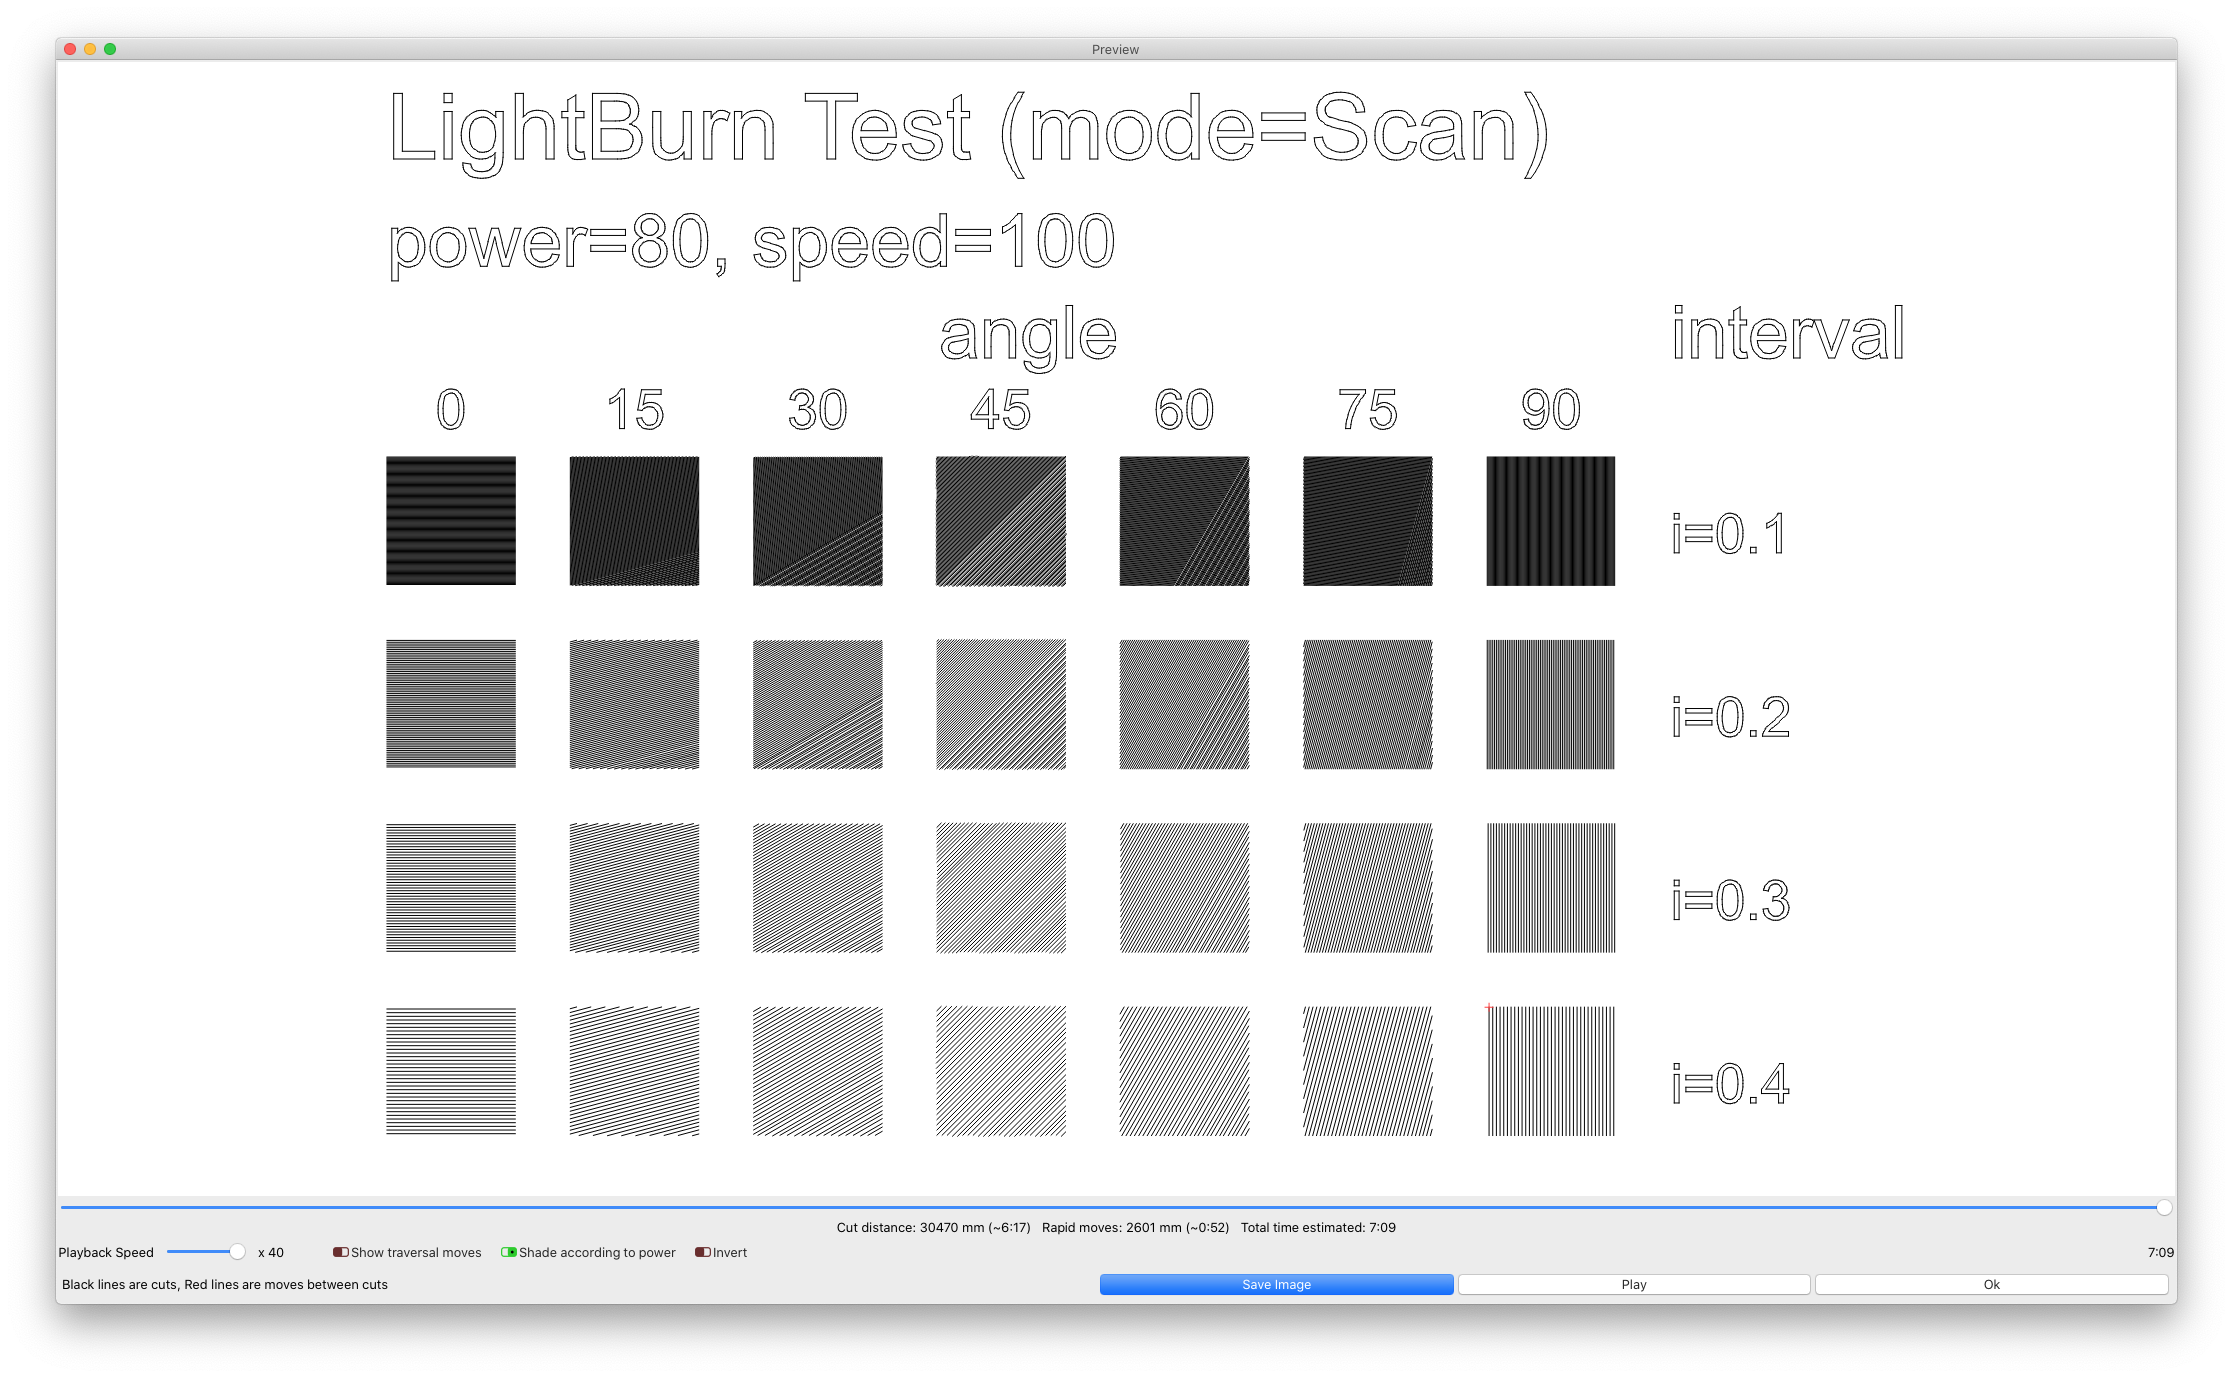 Preview
LightBurn Test (mode=Scan)
power=80, speed=100
angle interval
0 15 30 45 60 75 90
i=0.1
i=0.2
i=0.3
i=0.4
Cut distance: 30470 mm (~6:17) Rapid moves: 2601 mm (~0:52) Total time estimated: 7:09
Playback Speed x 40 Show traversal moves Shade according to power Invert 7:09
Black lines are cuts, Red lines are moves between cuts Save Image Play Ok